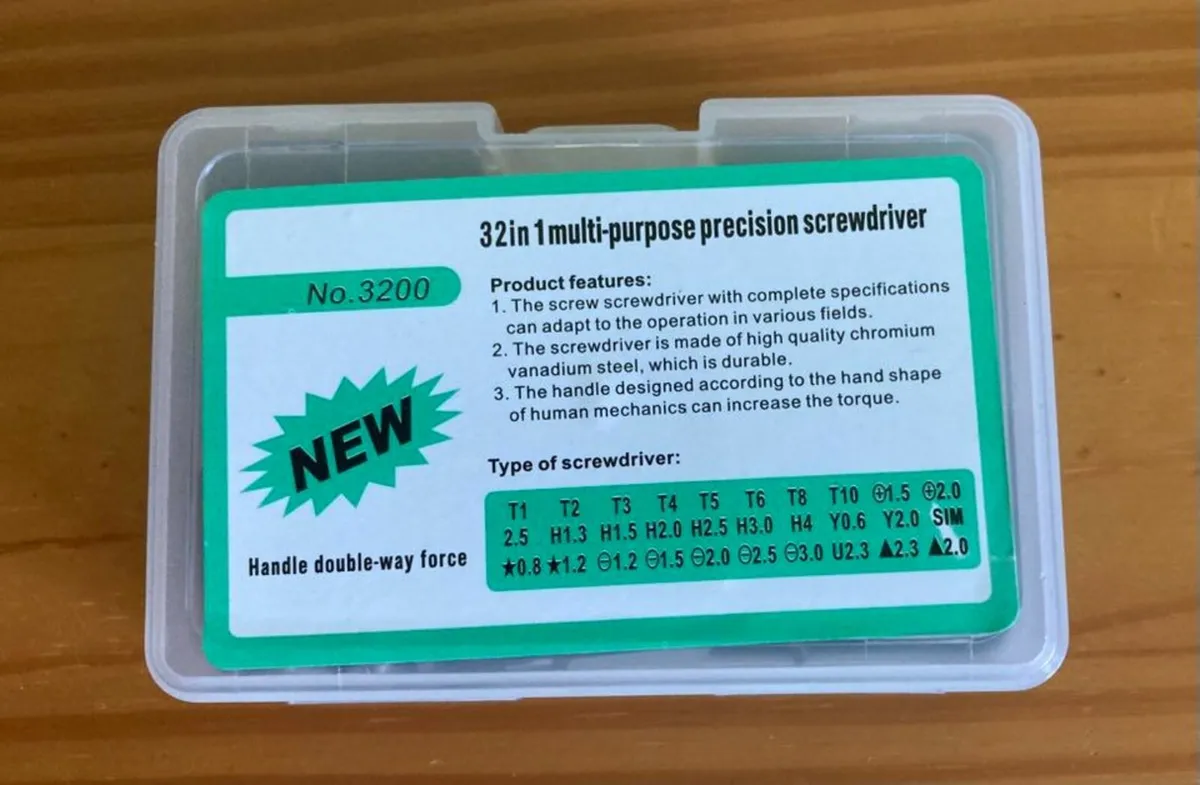 32in 1 multi-purpose precision screwdriver
No.3200
Product features:
1. The screw screwdriver with complete specifications
can adapt to the operation in various fields.
2. The screwdriver is made of high quality chromium
vanadium steel, which is durable.
3. The handle designed according to the hand shape
of human mechanics can increase the torque.
NEW
Handle double-way force
Type of screwdriver:
T1 T2 T3 T4 T5 T6 T8 T10 ⊕1.5 ⊕2.0
2.5 H1.3 H1.5 H2.0 H2.5 H3.0 H4 Y0.6 Y2.0 SIM
★0.8 ★1.2 ⊖1.2 ⊖1.5 ⊖2.0 ⊖2.5 ⊖3.0 U2.3 ▲2.3 ▲2.0